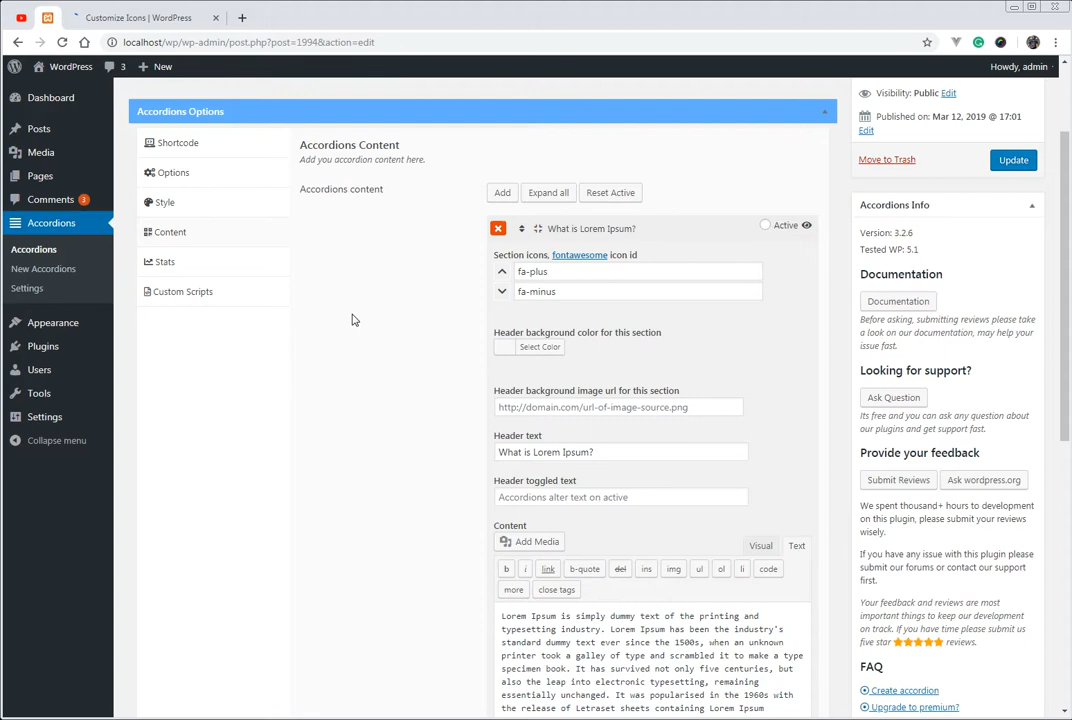 Customize Icons | WordPress
localhost/wp/wp-admin/post.php?post=1994&action=edit
WordPress 3 New Howdy, admin
Dashboard
Posts
Media
Pages
Comments 3
Accordions
Accordions
New Accordions
Settings
Appearance
Plugins
Users
Tools
Settings
Collapse menu
Accordions Options
Shortcode
Options
Style
Content
Stats
Custom Scripts
Accordions Content
Add you accordion content here.
Accordions content
Add Expand all Reset Active
What is Lorem Ipsum? Active
Section icons, fontawesome icon id
fa-plus
fa-minus
Header background color for this section
Select Color
Header background image url for this section
http://domain.com/url-of-image-source.png
Header text
What is Lorem Ipsum?
Header toggled text
Accordions alter text on active
Content
Add Media
Visual Text
b i link b-quote del ins img ul ol li code
more close tags
Lorem Ipsum is simply dummy text of the printing and
typesetting industry. Lorem Ipsum has been the industry's
standard dummy text ever since the 1500s, when an unknown
printer took a galley of type and scrambled it to make a type
specimen book. It has survived not only five centuries, but
also the leap into electronic typesetting, remaining
essentially unchanged. It was popularised in the 1960s with
the release of Letraset sheets containing Lorem Ipsum
Visibility: Public Edit
Published on: Mar 12, 2019 @ 17:01
Edit
Move to Trash Update
Accordions Info
Version: 3.2.6
Tested WP: 5.1
Documentation
Documentation
Before asking, submitting reviews please take
a look on our documentation, may help your
issue fast.
Looking for support?
Ask Question
Its free and you can ask any question about
our plugins and get support fast.
Provide your feedback
Submit Reviews Ask wordpress.org
We spent thousand+ hours to development
on this plugin, please submit your reviews
wisely.
If you have any issue with this plugin please
submit our forums or contact our support
first.
Your feedback and reviews are most
important things to keep our development
on track. If you have time please submit us
five star reviews.
FAQ
Create accordion
Upgrade to premium?